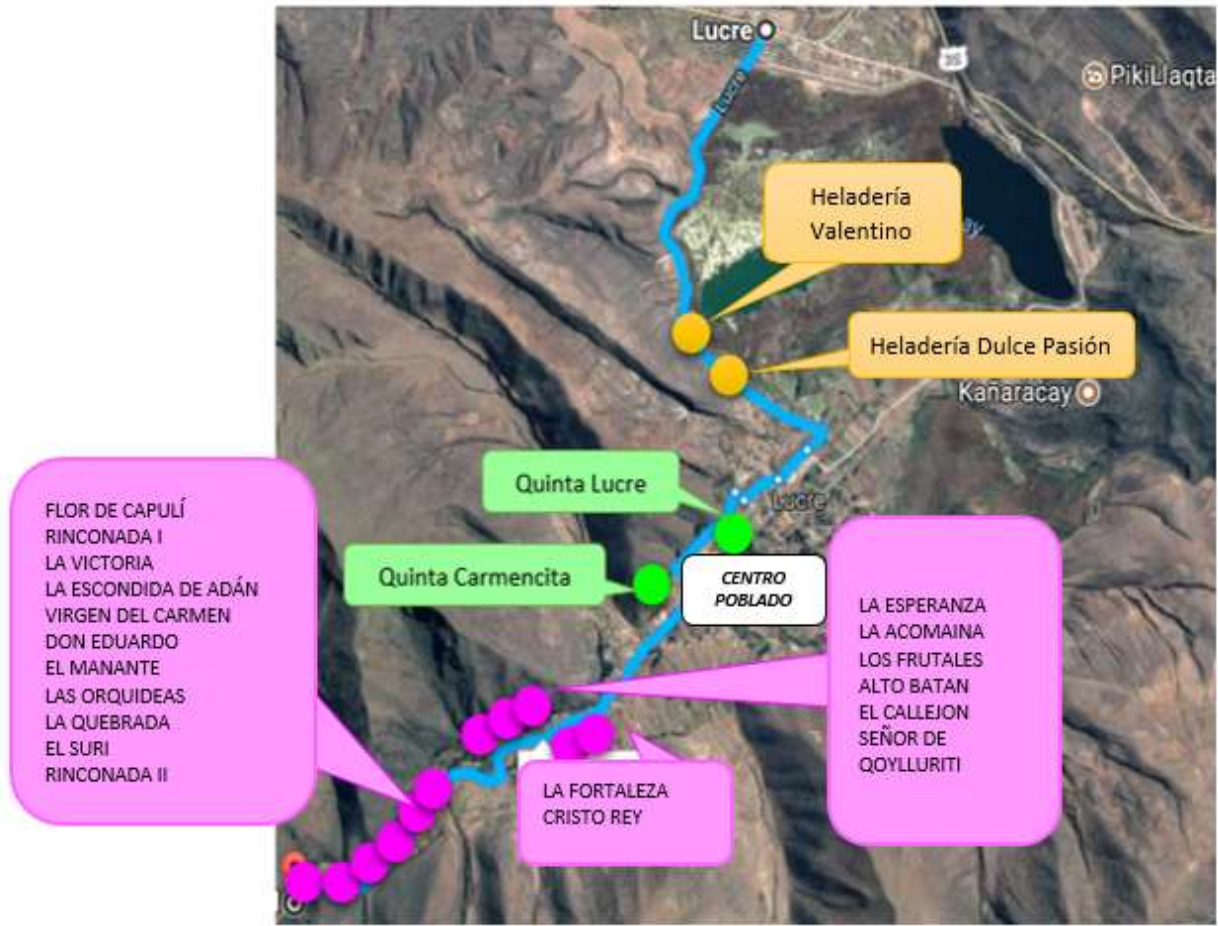 Lucre
35
PikiLlaqta
Lucre
Heladería
Valentino
Heladería Dulce Pasión
Kañaracay
Quinta Lucre
Lucre
Quinta Carmencita
CENTRO
POBLADO
FLOR DE CAPULÍ
RINCONADA I
LA VICTORIA
LA ESCONDIDA DE ADÁN
VIRGEN DEL CARMEN
DON EDUARDO
EL MANANTE
LAS ORQUIDEAS
LA QUEBRADA
EL SURI
RINCONADA II
LA ESPERANZA
LA ACOMAINA
LOS FRUTALES
ALTO BATAN
EL CALLEJON
SEÑOR DE
QOYLLURITI
LA FORTALEZA
CRISTO REY